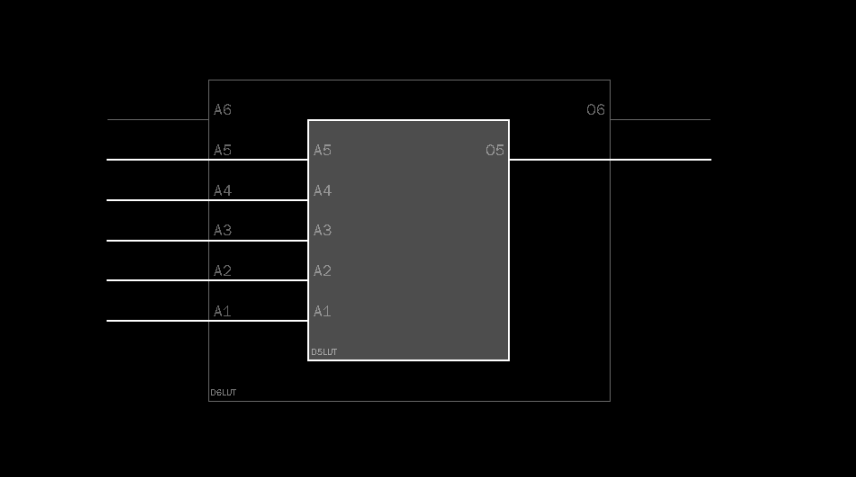 A6 O6
A5 A5 O5
A4 A4
A3 A3
A2 A2
A1 A1
D5LUT
D6LUT